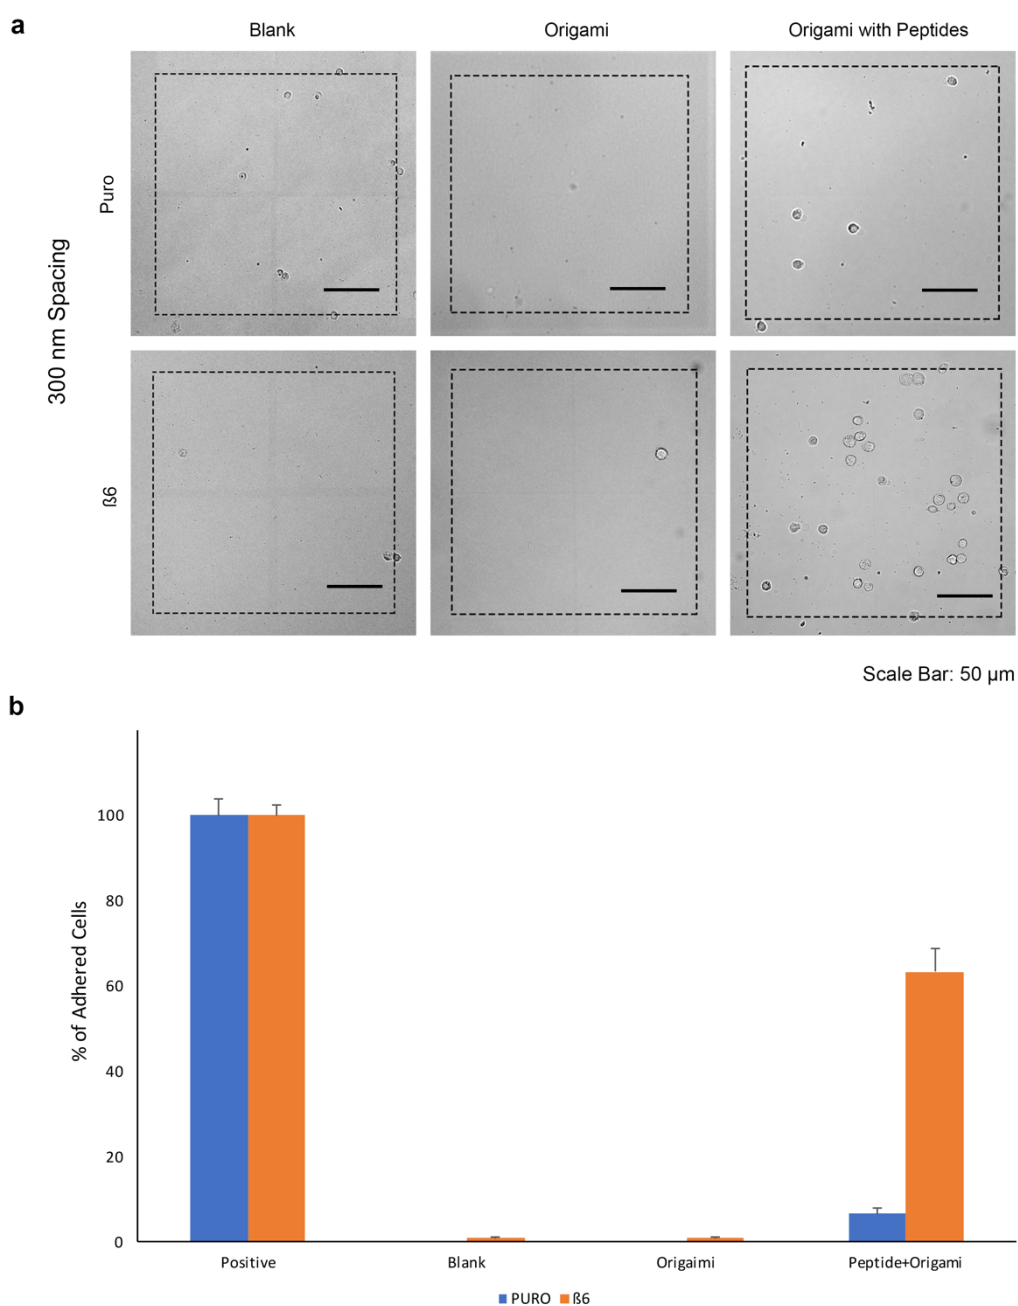 a
Blank
Origami
Origami with Peptides
300 nm Spacing
Puro
ß6
Scale Bar: 50 µm
b
% of Adhered Cells
100
80
60
40
20
0
Positive
Blank
Origaimi
Peptide+Origami
PURO
ß6